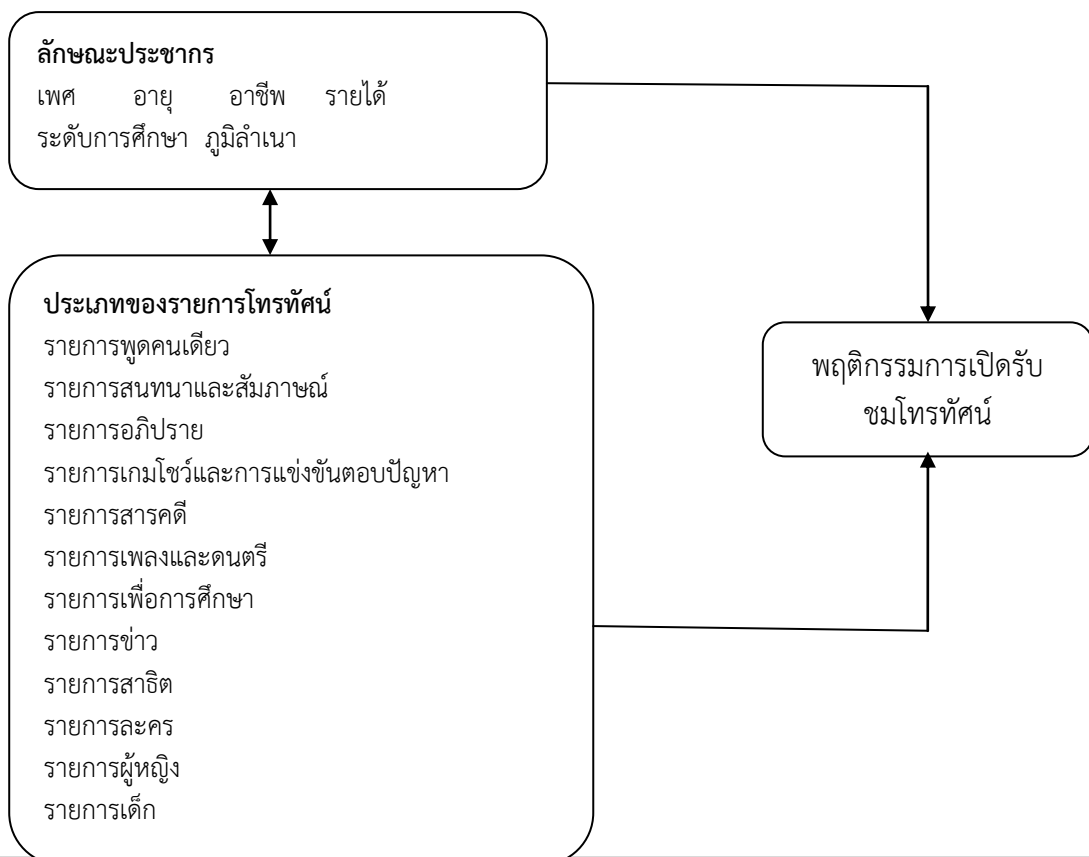 ลักษณะประชากร
เพศ อายุ อาชีพ รายได้
ระดับการศึกษา ภูมิลำเนา
ประเภทของรายการโทรทัศน์
รายการพูดคนเดียว
รายการสนทนาและสัมภาษณ์
รายการอภิปราย
รายการเกมโชว์และการแข่งขันตอบปัญหา
รายการสารคดี
รายการเพลงและดนตรี
รายการเพื่อการศึกษา
รายการข่าว
รายการสาธิต
รายการละคร
รายการผู้หญิง
รายการเด็ก
พฤติกรรมการเปิดรับ
ชมโทรทัศน์